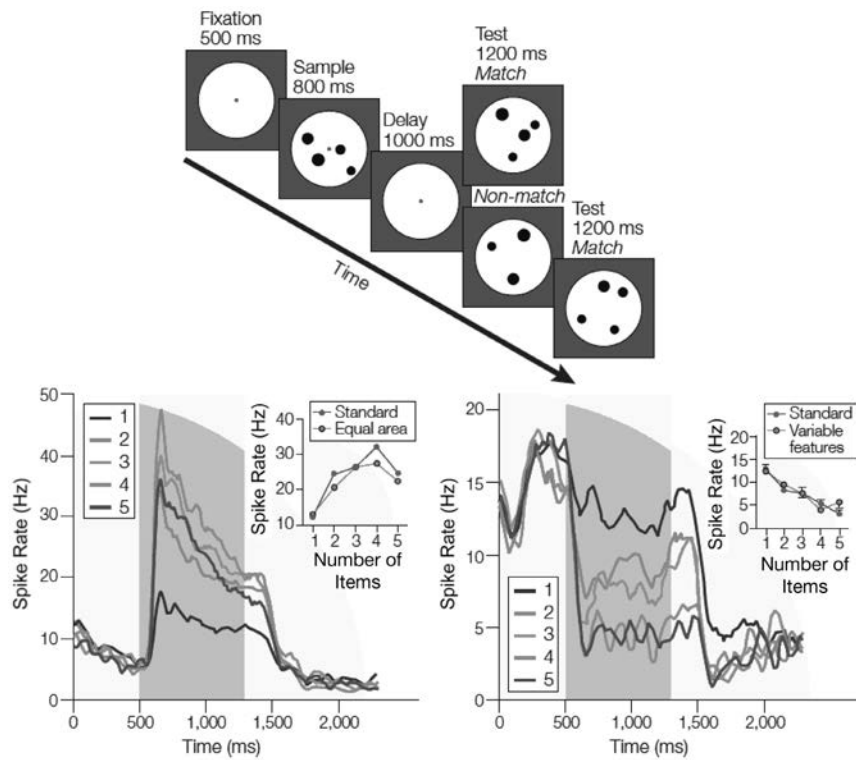 Fixation
500 ms
Sample
800 ms
Delay
1000 ms
Test
1200 ms
Match
Non-match
Test
1200 ms
Match
Time
50
40
30
20
10
0
Spike Rate (Hz)
1
2
3
4
5
40
30
20
10
Spike Rate (Hz)
Standard
Equal area
1 2 3 4 5
Number of
Items
0 500 1,000 1,500 2,000
Time (ms)
20
15
10
5
0
Spike Rate (Hz)
1
2
3
4
5
20
15
10
5
0
Spike Rate (Hz)
Standard
Variable
features
1 2 3 4 5
Number of
Items
0 500 1,000 1,500 2,000
Time (ms)